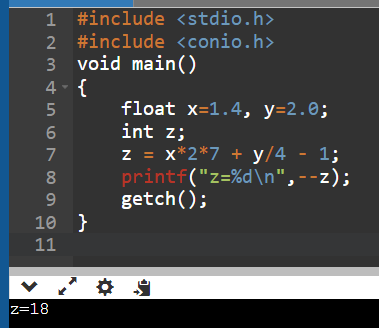 1 #include <stdio.h>
2 #include <conio.h>
3 void main()
4 {
5 float x=1.4, y=2.0;
6 int z;
7 z = x*2*7 + y/4 - 1;
8 printf("z=%d\n",--z);
9 getch();
10 }
11
z=18